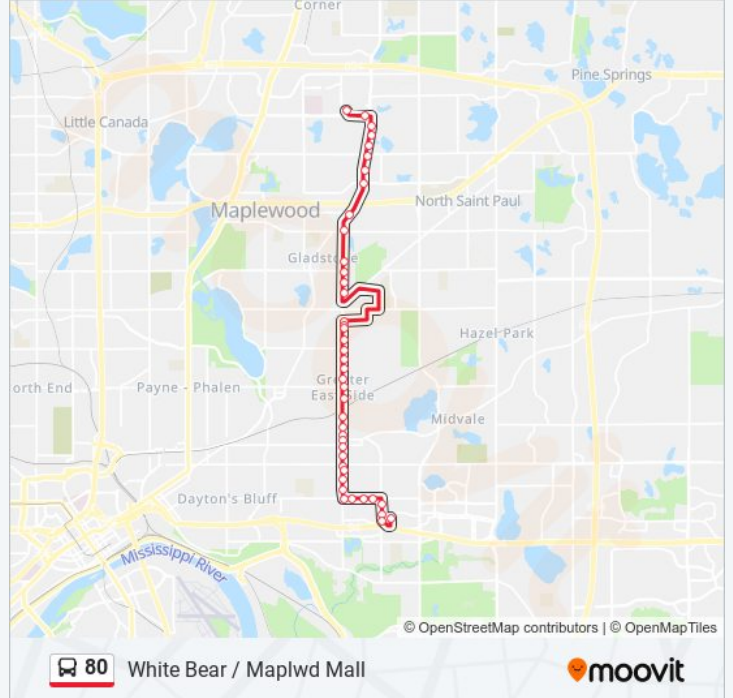 Corner
Pine Springs
Little Canada
Maplewood
North Saint Paul
Gladstone
Hazel Park
orth End
Payne - Phalen
Greater
East Side
Midvale
Dayton's Bluff
Mississippi River
© OpenStreetMap contributors | © OpenMapTiles
80
White Bear / Maplwd Mall
moovit